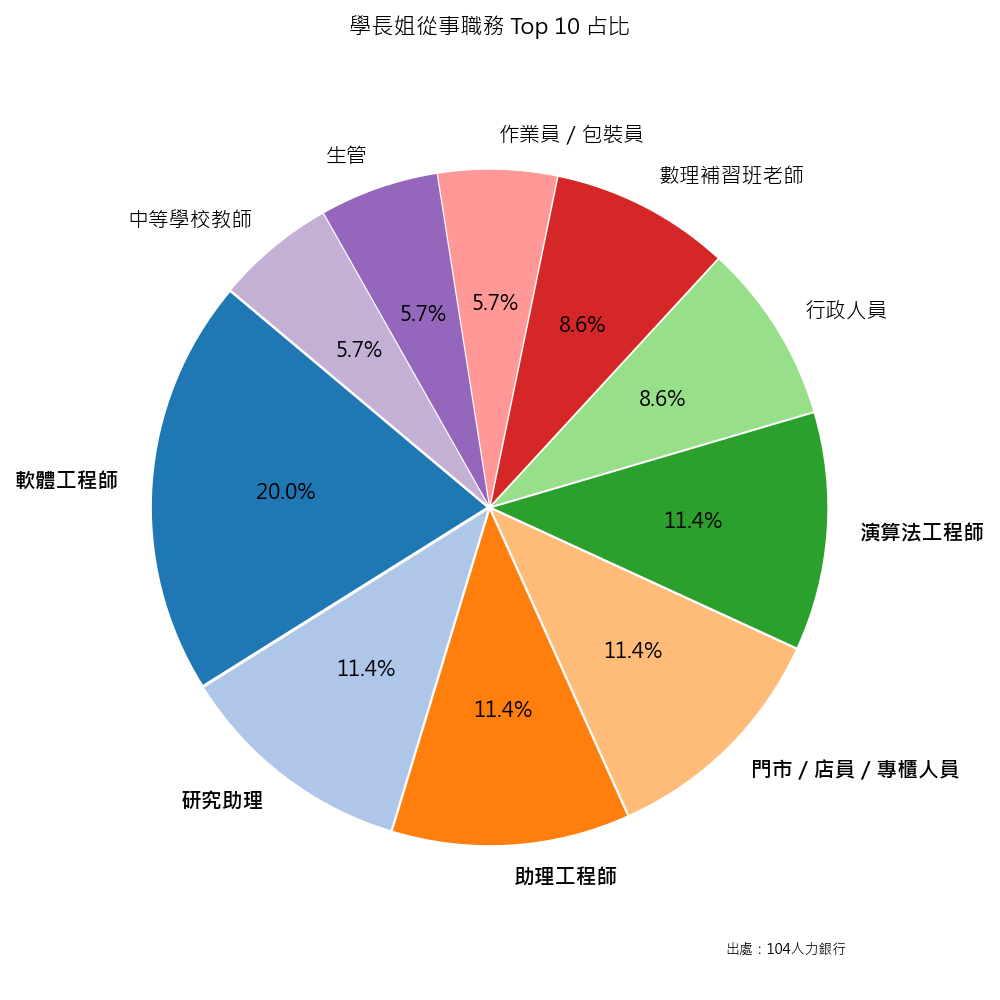 學長姐從事職務 Top 10 占比
作業員 / 包裝員
生管
數理補習班老師
中等學校教師
行政人員
5.7%
5.7%
8.6%
5.7%
8.6%
軟體工程師
20.0%
11.4%
演算法工程師
11.4%
11.4%
11.4%
門市 / 店員 / 專櫃人員
研究助理
助理工程師
出處：104人力銀行